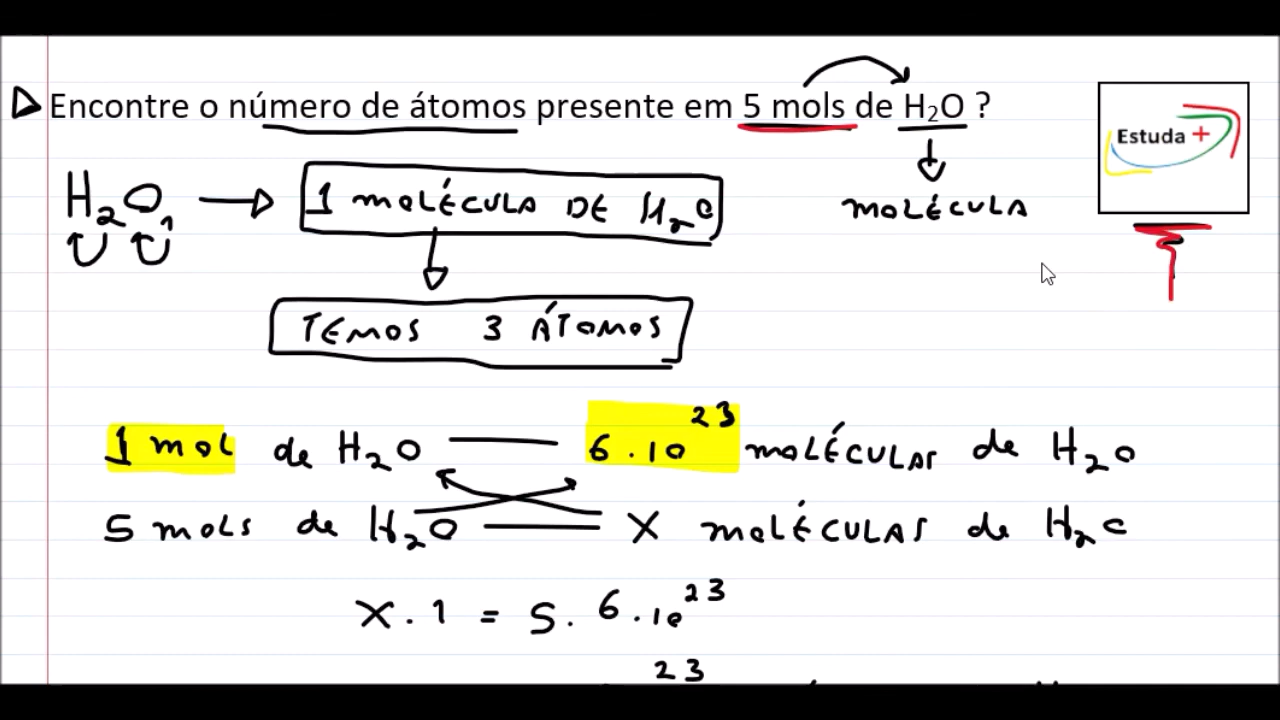 Encontre o número de átomos presente em 5 mols de H₂O ?
Estuda +
H₂O₁ → 1 MOLÉCULA DE H₂O
MOLÉCULA
TEMOS 3 ÁTOMOS
1 mol de H₂O — 6.10²³ MOLÉCULAS de H₂O
5 mols de H₂O — X MOLÉCULAS de H₂O
X.1 = 5.6.10²³
23